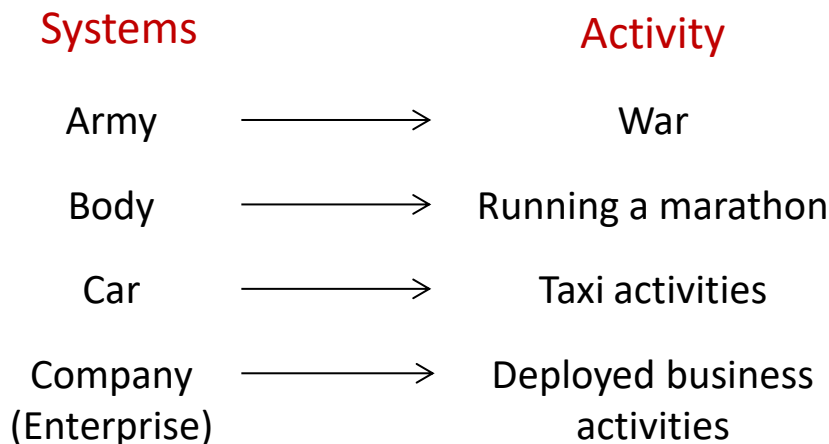 Systems Activity
Army War
Body Running a marathon
Car Taxi activities
Company Deployed business
(Enterprise) activities